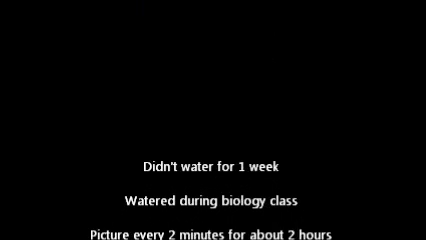 Didn't water for 1 week
Watered during biology class
Picture every 2 minutes for about 2 hours